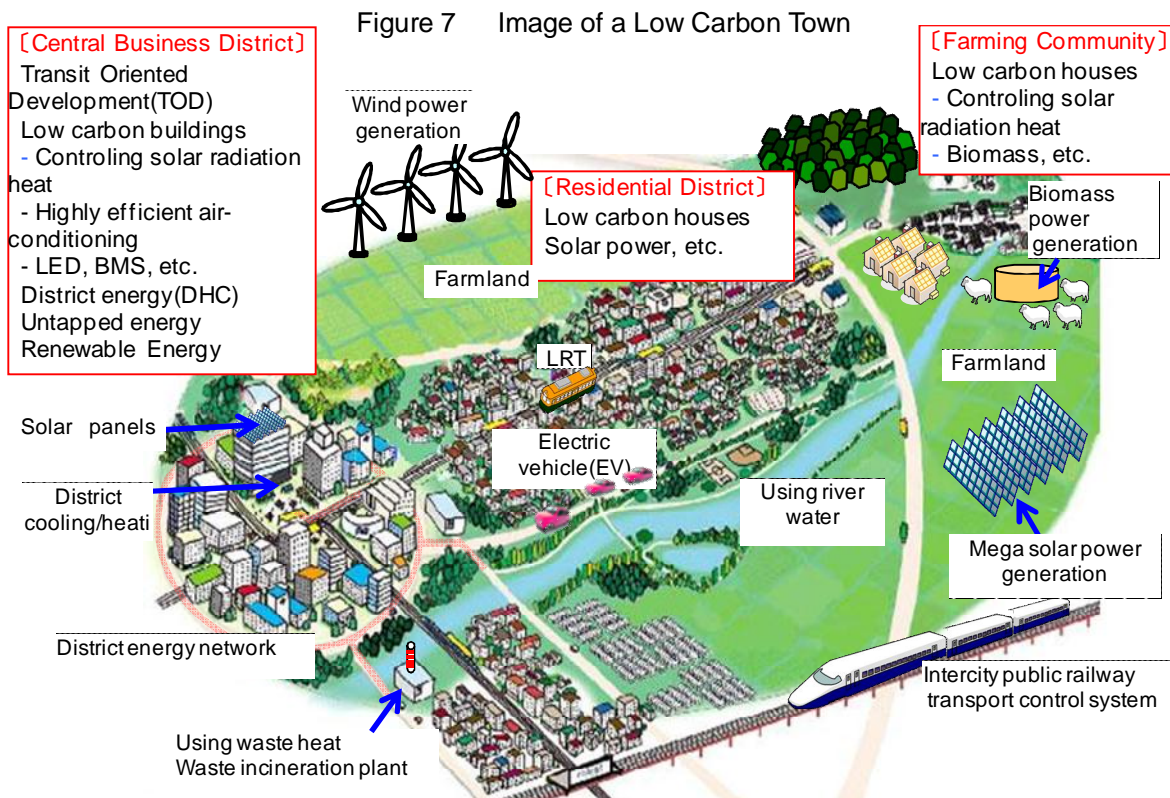 Figure 7 Image of a Low Carbon Town
〔Central Business District〕
Transit Oriented
Development(TOD)
Low carbon buildings
- Controling solar radiation
heat
- Highly efficient air-
conditioning
- LED, BMS, etc.
District energy(DHC)
Untapped energy
Renewable Energy
Wind power
generation
〔Residential District〕
Low carbon houses
Solar power, etc.
〔Farming Community〕
Low carbon houses
- Controling solar
radiation heat
- Biomass, etc.
Biomass
power
generation
Farmland
LRT
Farmland
Solar panels
Electric
vehicle(EV)
District
cooling/heati
Using river
water
Mega solar power
generation
District energy network
Intercity public railway
transport control system
Using waste heat
Waste incineration plant